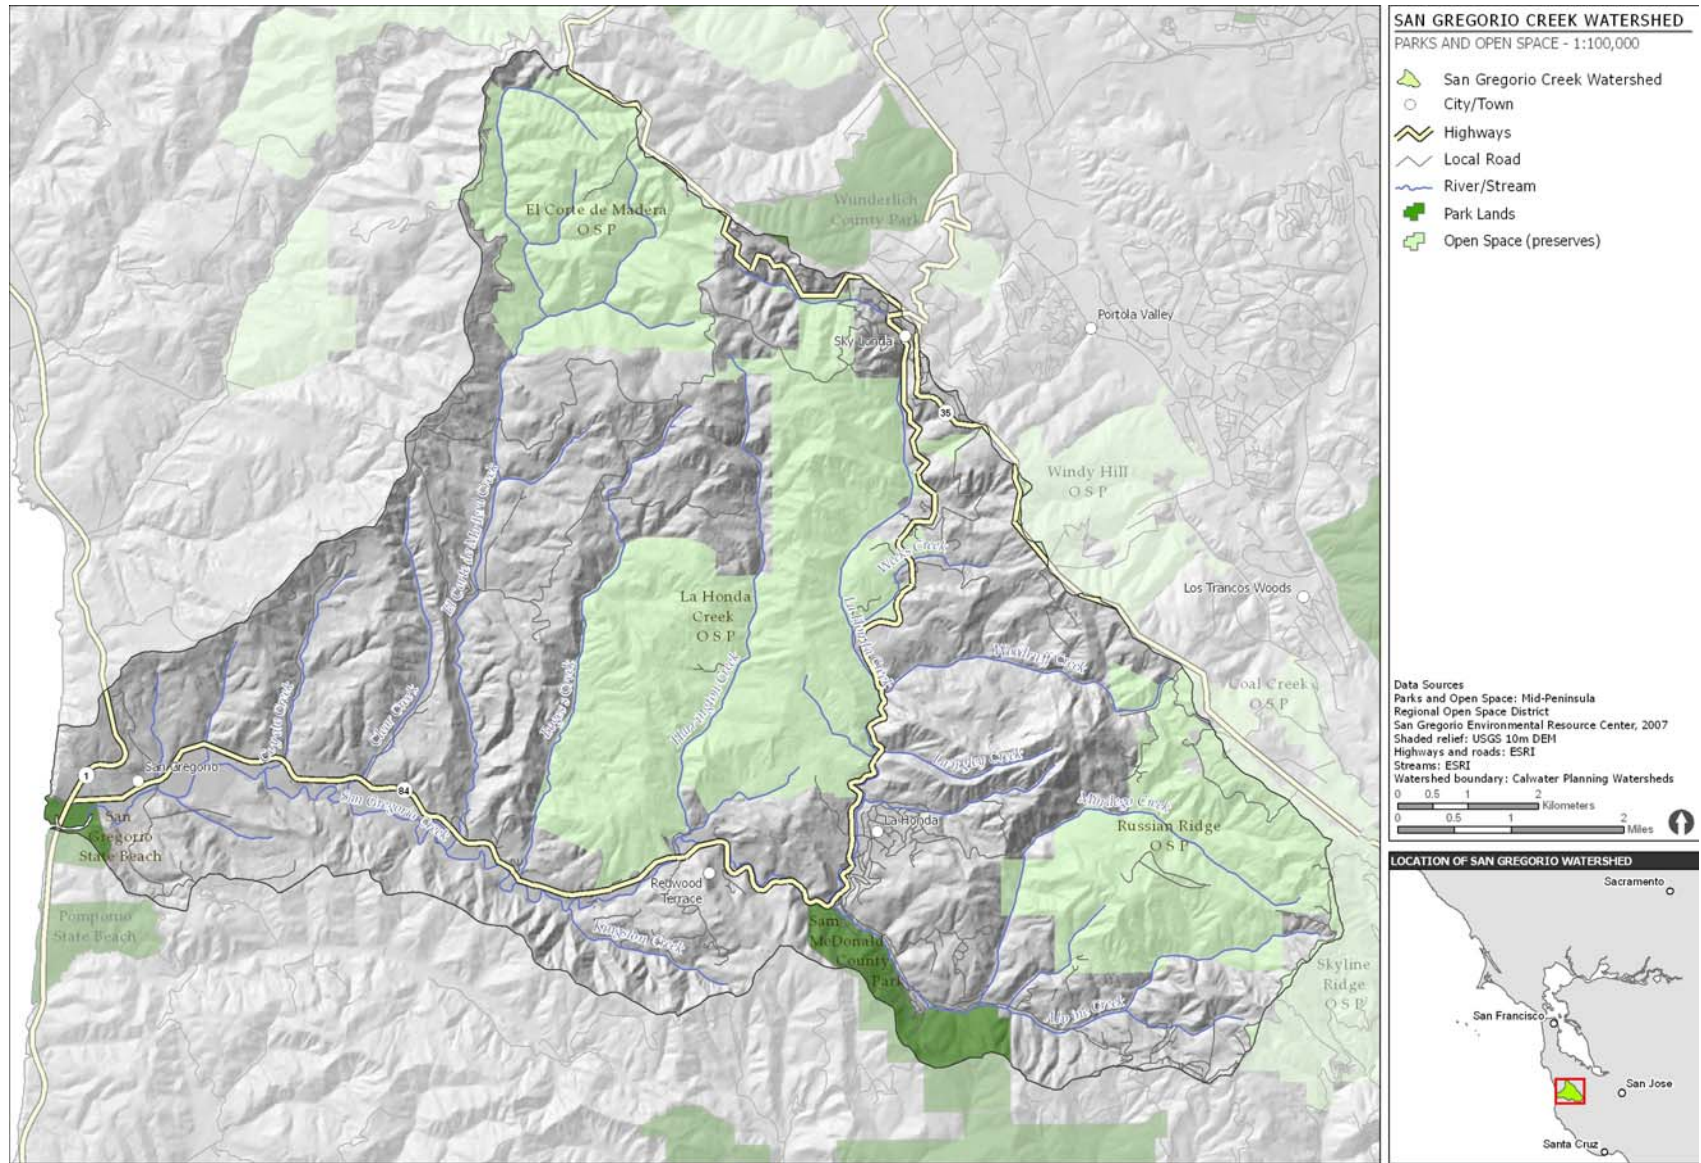 SAN GREGORIO CREEK WATERSHED
PARKS AND OPEN SPACE - 1:100,000
San Gregorio Creek Watershed
City/Town
Highways
Local Road
River/Stream
Park Lands
Open Space (preserves)
El Corte de Madera
O S P
Wunderlich
County Park
Portola Valley
Sky Londa
35
Windy Hill
O S P
El Corte de Madera Creek
Weeks Creek
Los Trancos Woods
La Honda
Creek
O S P
La Honda Creek
Woodruff Creek
Coal Creek
O S P
Coyote Creek
Clear Creek
Bogess Creek
Harrington Creek
Langley Creek
Mindego Creek
1
San Gregorio
84
San Gregorio Creek
San
Gregorio
State Beach
La Honda
Russian Ridge
O S P
Redwood
Terrace
Pomponio
State Beach
Kingston Creek
Sam
McDonald
County
Park
Skyline
Ridge
O S P
Alpine Creek
Data Sources
Parks and Open Space: Mid-Peninsula
Regional Open Space District
San Gregorio Environmental Resource Center, 2007
Shaded relief: USGS 10m DEM
Highways and roads: ESRI
Streams: ESRI
Watershed boundary: Calwater Planning Watersheds
0 0.5 1 2
Kilometers
0 0.5 1 2
Miles
LOCATION OF SAN GREGORIO WATERSHED
Sacramento
San Francisco
San Jose
Santa Cruz